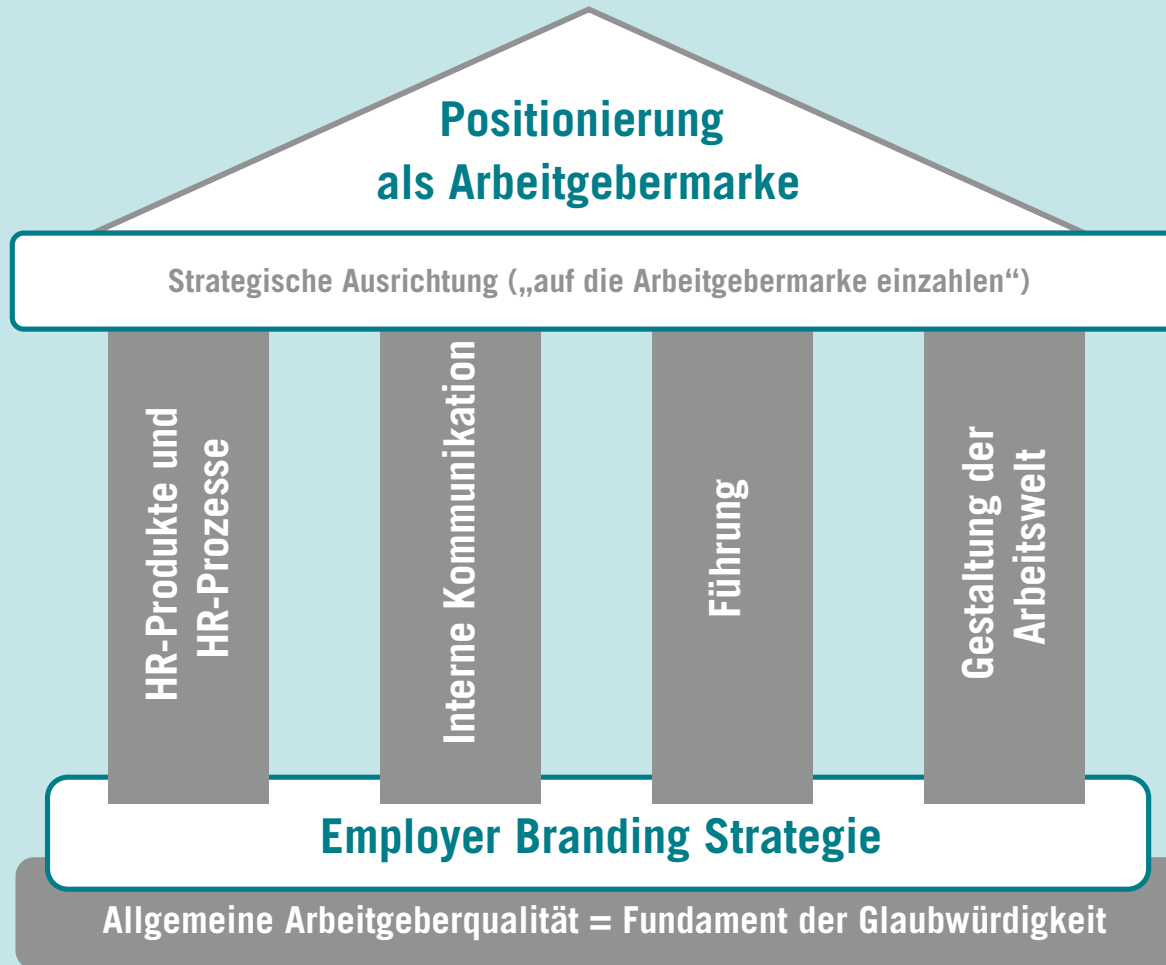 Positionierung
als Arbeitgebermarke
Strategische Ausrichtung („auf die Arbeitgebermarke einzahlen“)
HR-Produkte und
HR-Prozesse
Interne Kommunikation
Führung
Gestaltung der
Arbeitswelt
Employer Branding Strategie
Allgemeine Arbeitgeberqualität = Fundament der Glaubwürdigkeit